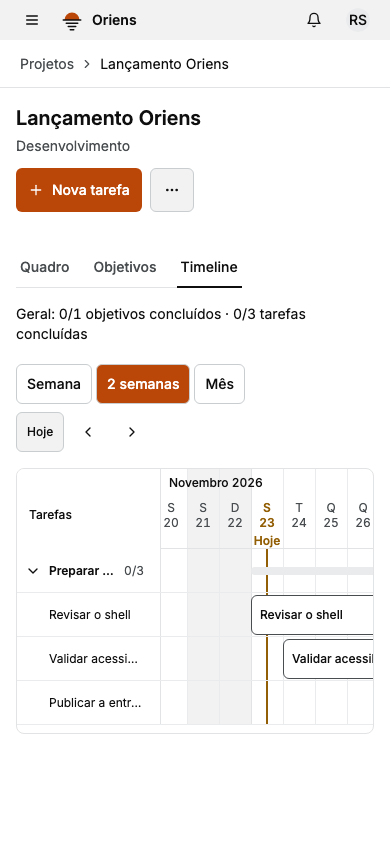 Oriens
RS
Projetos
Lançamento Oriens
Lançamento Oriens
Desenvolvimento
+ Nova tarefa
...
Quadro
Objetivos
Timeline
Geral: 0/1 objetivos concluídos · 0/3 tarefas
concluídas
Semana
2 semanas
Mês
Hoje
Tarefas
Novembro 2026
S S D S T Q Q
20 21 22 23 24 25 26
Hoje
Preparar ... 0/3
Revisar o shell
Revisar o shell
Validar acessi...
Validar acessi
Publicar a entr...